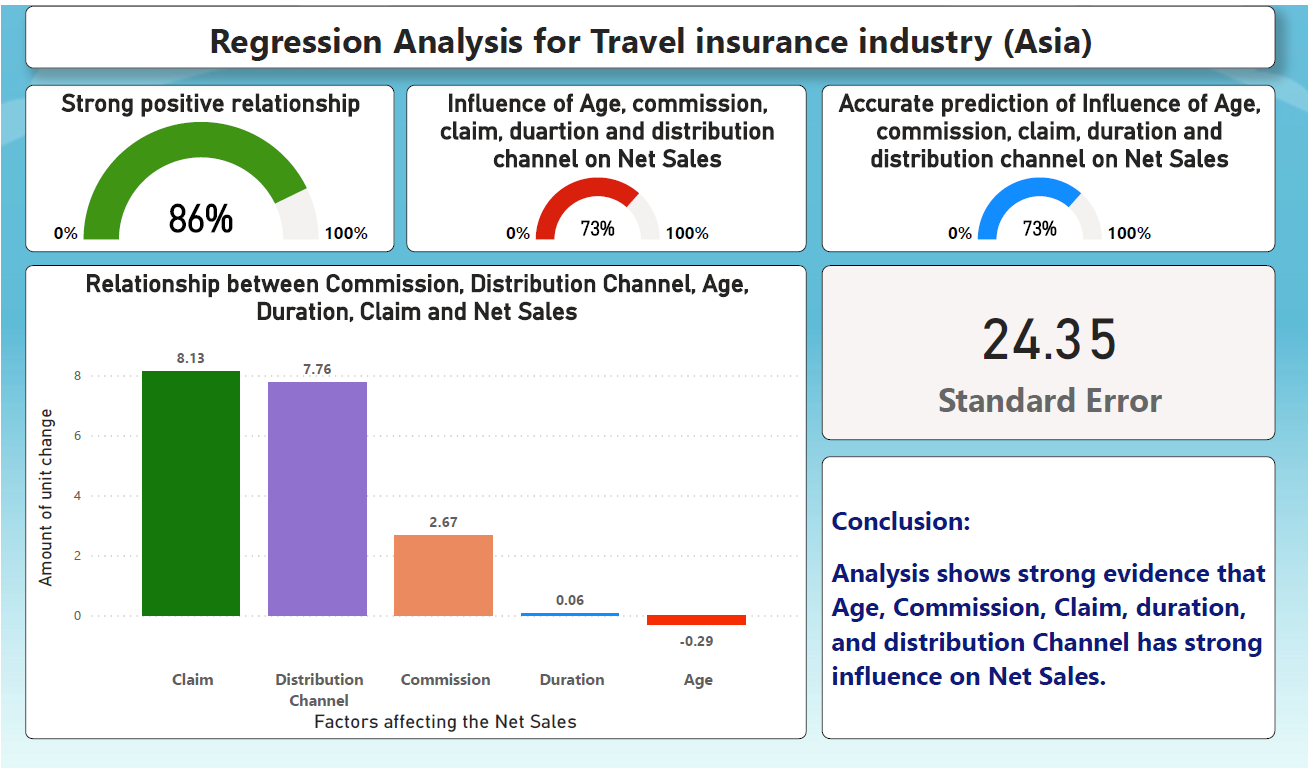 Regression Analysis for Travel insurance industry (Asia)
Strong positive relationship
86%
0%
100%
Influence of Age, commission,
claim, duartion and distribution
channel on Net Sales
73%
0%
100%
Accurate prediction of Influence of Age,
commission, claim, duration and
distribution channel on Net Sales
73%
0%
100%
Relationship between Commission, Distribution Channel, Age,
Duration, Claim and Net Sales
Amount of unit change
8
6
4
2
0
8.13
7.76
2.67
0.06
-0.29
Claim
Distribution
Channel
Commission
Duration
Age
Factors affecting the Net Sales
24.35
Standard Error
Conclusion:
Analysis shows strong evidence that
Age, Commission, Claim, duration,
and distribution Channel has strong
influence on Net Sales.